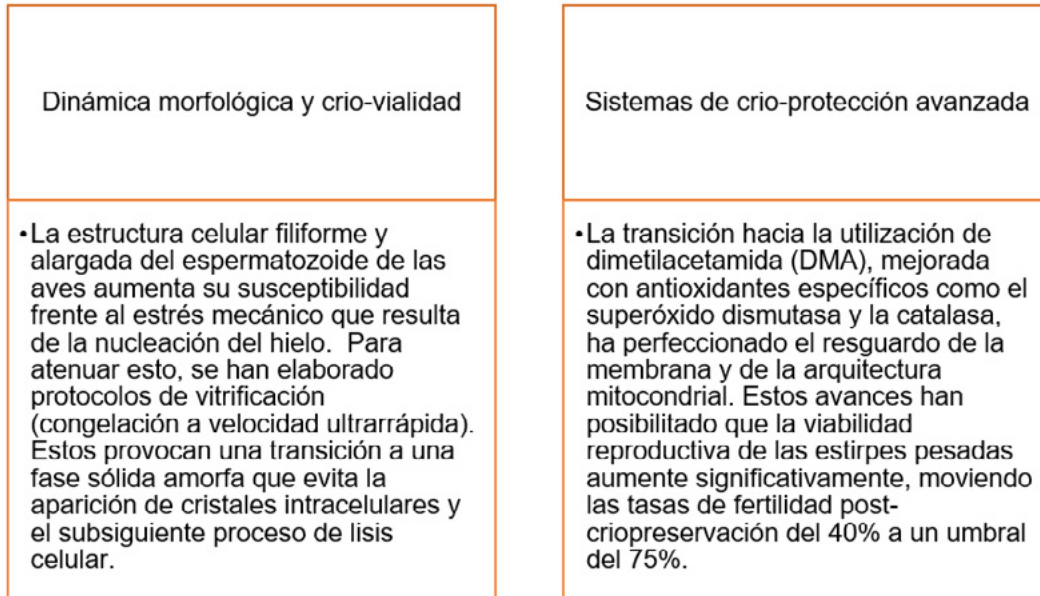 Dinámica morfológica y crio-vialidad
•La estructura celular filiforme y
alargada del espermatozoide de las
aves aumenta su susceptibilidad
frente al estrés mecánico que resulta
de la nucleación del hielo.  Para
atenuar esto, se han elaborado
protocolos de vitrificación
(congelación a velocidad ultrarrápida).
Estos provocan una transición a una
fase sólida amorfa que evita la
aparición de cristales intracelulares y
el subsiguiente proceso de lisis
celular.
Sistemas de crio-protección avanzada
•La transición hacia la utilización de
dimetilacetamida (DMA), mejorada
con antioxidantes específicos como el
superóxido dismutasa y la catalasa,
ha perfeccionado el resguardo de la
membrana y de la arquitectura
mitocondrial. Estos avances han
posibilitado que la viabilidad
reproductiva de las estirpes pesadas
aumente significativamente, moviendo
las tasas de fertilidad post-
criopreservación del 40% a un umbral
del 75%.